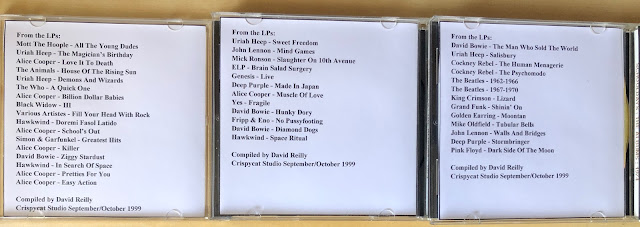 From the LPs:
Mott The Hoople - All The Young Dudes
Uriah Heep - The Magician's Birthday
Alice Cooper - Love It To Death
The Animals - House Of The Rising Sun
Uriah Heep - Demons And Wizards
The Who - A Quick One
Alice Cooper - Billion Dollar Babies
Black Widow - III
Various Artistes - Fill Your Head With Rock
Hawkwind - Doremi Fasol Latido
Alice Cooper - School's Out
Simon & Garfunkel - Greatest Hits
Alice Cooper - Killer
David Bowie - Ziggy Stardust
Hawkwind - In Search Of Space
Alice Cooper - Pretties For You
Alice Cooper - Easy Action
Compiled by David Reilly
Crispycat Studio September/October 1999
From the LPs:
Uriah Heep - Sweet Freedom
John Lennon - Mind Games
Mick Ronson - Slaughter On 10th Avenue
ELP - Brain Salad Surgery
Genesis - Live
Deep Purple - Made In Japan
Alice Cooper - Muscle Of Love
Yes - Fragile
David Bowie - Hunky Dory
Fripp & Eno - No Pussyfooting
David Bowie - Diamond Dogs
Hawkwind - Space Ritual
Compiled by David Reilly
Crispycat Studio September/October 1999
From the LPs:
David Bowie - The Man Who Sold The World
Uriah Heep - Salisbury
Cockney Rebel - The Human Menagerie
Cockney Rebel - The Psychomodo
The Beatles - 1962-1966
The Beatles - 1967-1970
King Crimson - Lizard
Grand Funk - Shinin' On
Golden Earring - Moontan
Mike Oldfield - Tubular Bells
John Lennon - Walls And Bridges
Deep Purple - Stormbringer
Pink Floyd - Dark Side Of The Moon
Compiled by David Reilly
Crispycat Studio September/October 1999